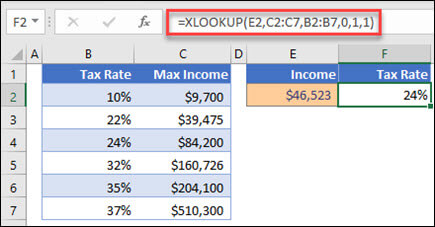 F2 fx =XLOOKUP(E2,C2:C7,B2:B7,0,1,1)
A B C D E F
1 Tax Rate Max Income Income Tax Rate
2 10% $9,700 $46,523 24%
3 22% $39,475
4 24% $84,200
5 32% $160,726
6 35% $204,100
7 37% $510,300